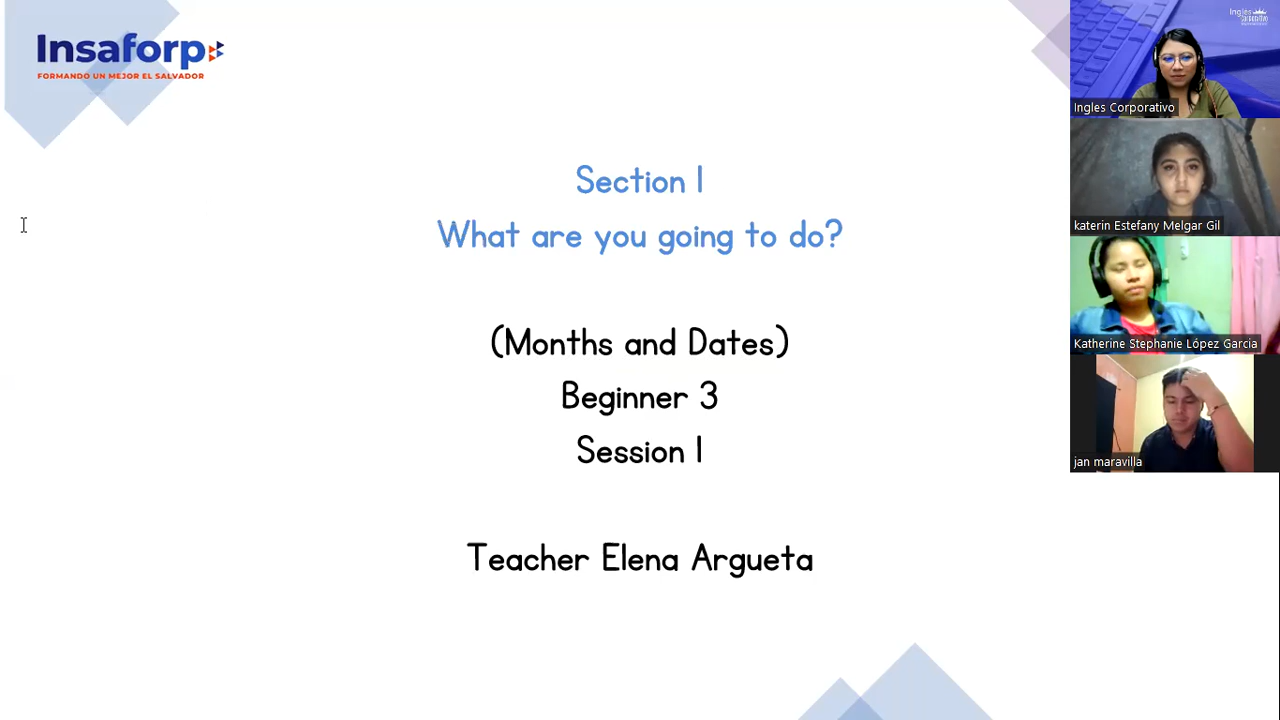 Insaforp
FORMANDO UN MEJOR EL SALVADOR
Section 1
What are you going to do?
(Months and Dates)
Beginner 3
Session 1
Teacher Elena Argueta
Ingles Corporativo
katerin Estefany Melgar Gil
Katherine Stephanie López Garcia
jan maravilla